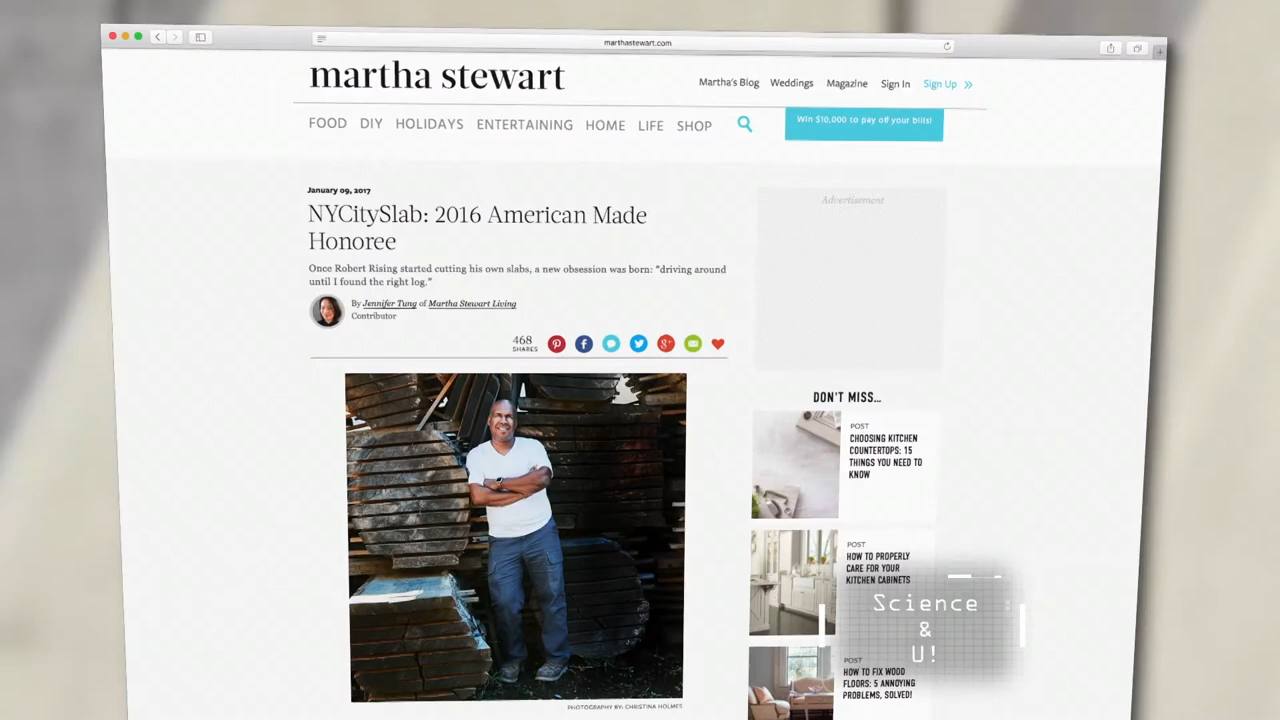 marthastewart.com
martha stewart
Martha's Blog Weddings Magazine Sign In Sign Up
FOOD DIY HOLIDAYS ENTERTAINING HOME LIFE SHOP
Win $10,000 to pay off your bills!
January 09, 2017
NYCitySlab: 2016 American Made
Honoree
Once Robert Rising started cutting his own slabs, a new obsession was born: "driving around
until I found the right log."
By Jennifer Tung of Martha Stewart Living
Contributor
468
SHARES
PHOTOGRAPHY BY: CHRISTINA HOLMES
Advertisement
DON'T MISS...
POST
CHOOSING KITCHEN
COUNTERTOPS: 15
THINGS YOU NEED TO
KNOW
POST
HOW TO PROPERLY
CARE FOR YOUR
KITCHEN CABINETS
POST
HOW TO FIX WOOD
FLOORS: 5 ANNOYING
PROBLEMS, SOLVED!
Science
&
U!